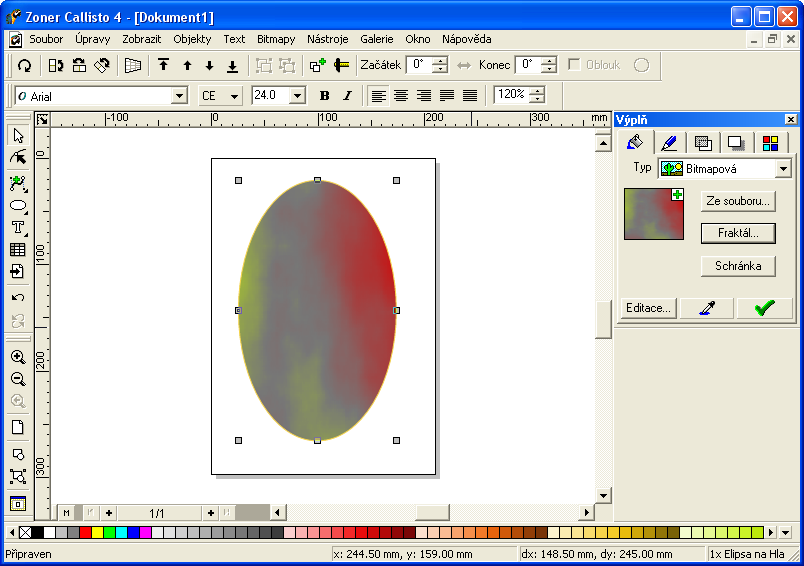 Zoner Callisto 4 - [Dokument1]
Soubor Úpravy Zobrazit Objekty Text Bitmapy Nástroje Galerie Okno Nápověda
Začátek 0° Konec 0° Oblouk
O Arial CE 24.0 B I 120%
-100 0 100 200 300 mm
Výplň
0
Typ Bitmapová
Ze souboru...
Fraktál...
100
Schránka
Editace...
200
300
1/1
Připraven x: 244.50 mm, y: 159.00 mm dx: 148.50 mm, dy: 245.00 mm 1x Elipsa na Hla